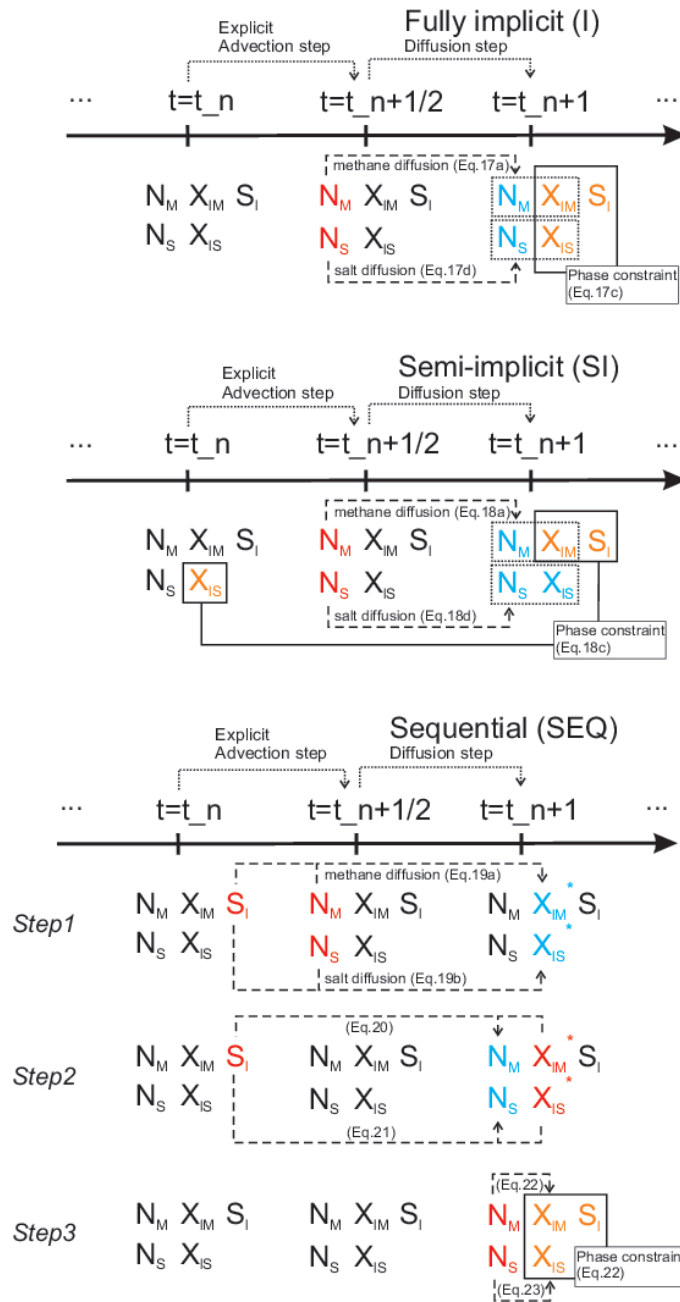 Fully implicit (I)
Explicit
Advection step
Diffusion step
... t=t_n t=t_n+1/2 t=t_n+1 ...
methane diffusion (Eq.17a)
N_M X_IM S_I N_M X_IM S_I N_M X_IM S_I
N_S X_IS N_S X_IS N_S X_IS
salt diffusion (Eq.17d)
Phase constraint
(Eq.17c)
Semi-implicit (SI)
Explicit
Advection step
Diffusion step
... t=t_n t=t_n+1/2 t=t_n+1 ...
methane diffusion (Eq.18a)
N_M X_IM S_I N_M X_IM S_I N_M X_IM S_I
N_S X_IS N_S X_IS N_S X_IS
salt diffusion (Eq.18d)
Phase constraint
(Eq.18c)
Sequential (SEQ)
Explicit
Advection step
Diffusion step
... t=t_n t=t_n+1/2 t=t_n+1 ...
methane diffusion (Eq.19a)
Step1
N_M X_IM S_I N_M X_IM S_I N_M X_IM* S_I
N_S X_IS N_S X_IS N_S X_IS*
salt diffusion (Eq.19b)
(Eq.20)
Step2
N_M X_IM S_I N_M X_IM S_I N_M X_IM* S_I
N_S X_IS N_S X_IS N_S X_IS*
(Eq.21)
(Eq.22)
Step3
N_M X_IM S_I N_M X_IM S_I N_M X_IM S_I
N_S X_IS N_S X_IS N_S X_IS
Phase constraint
(Eq.22)
(Eq.23)